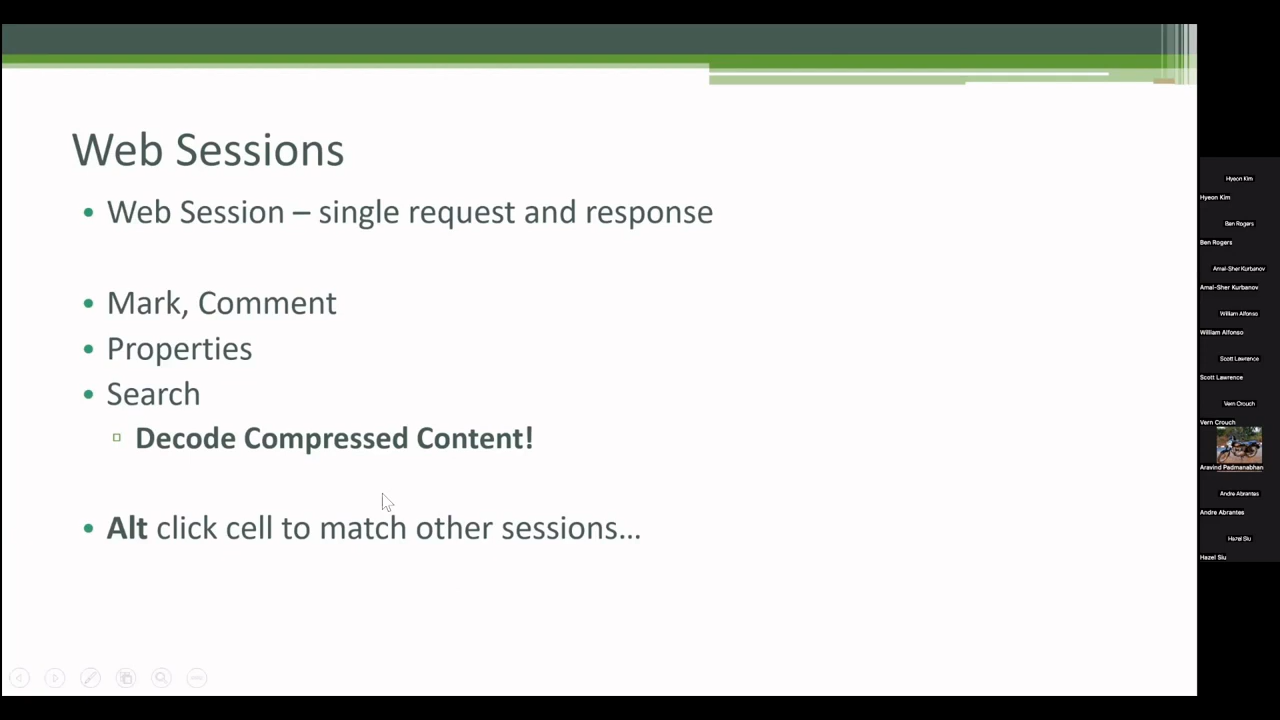 Web Sessions
• Web Session – single request and response
• Mark, Comment
• Properties
• Search
▫ Decode Compressed Content!
• Alt click cell to match other sessions...
Hyeon Kim
Hyeon Kim
Ben Rogers
Ben Rogers
Amal-Sher Kurbanov
Amal-Sher Kurbanov
William Alfonso
William Alfonso
Scott Lawrence
Scott Lawrence
Vern Crouch
Vern Crouch
Aravind Padmanabhan
Andre Abrantes
Andre Abrantes
Hazel Siu
Hazel Siu